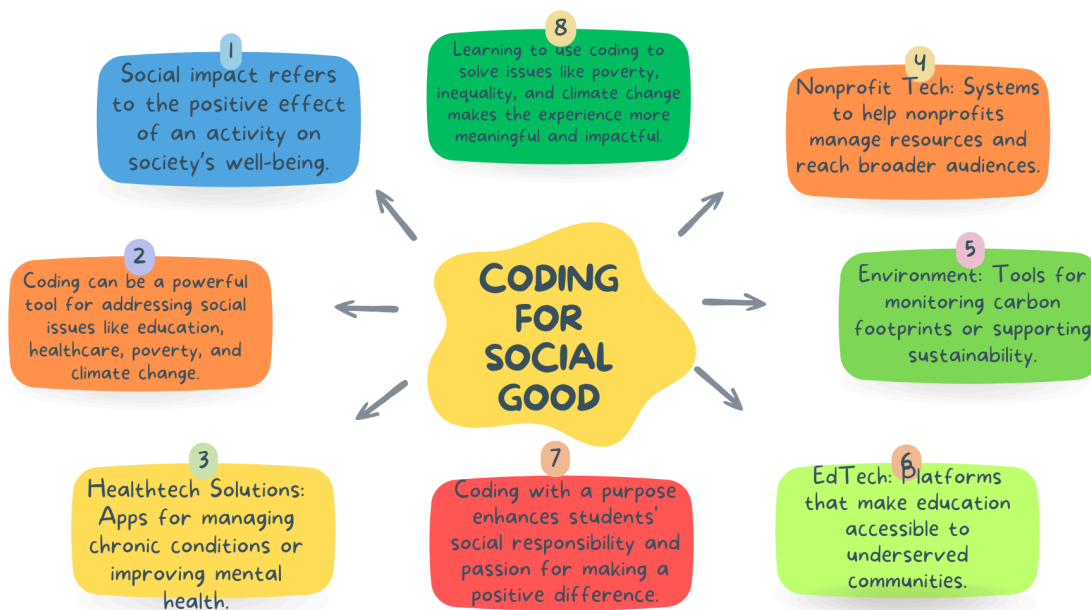 CODING
FOR
SOCIAL
GOOD
1
Social impact refers
to the positive effect
of an activity on
society's well-being.
2
Coding can be a powerful
tool for addressing social
issues like education,
healthcare, poverty, and
climate change.
3
Healthtech Solutions:
Apps for managing
chronic conditions or
improving mental
health.
4
Nonprofit Tech: Systems
to help nonprofits
manage resources and
reach broader audiences.
5
Environment: Tools for
monitoring carbon
footprints or supporting
sustainability.
6
EdTech: Platforms
that make education
accessible to
underserved
communities.
7
Coding with a purpose
enhances students'
social responsibility and
passion for making a
positive difference.
8
Learning to use coding to
solve issues like poverty,
inequality, and climate change
makes the experience more
meaningful and impactful.